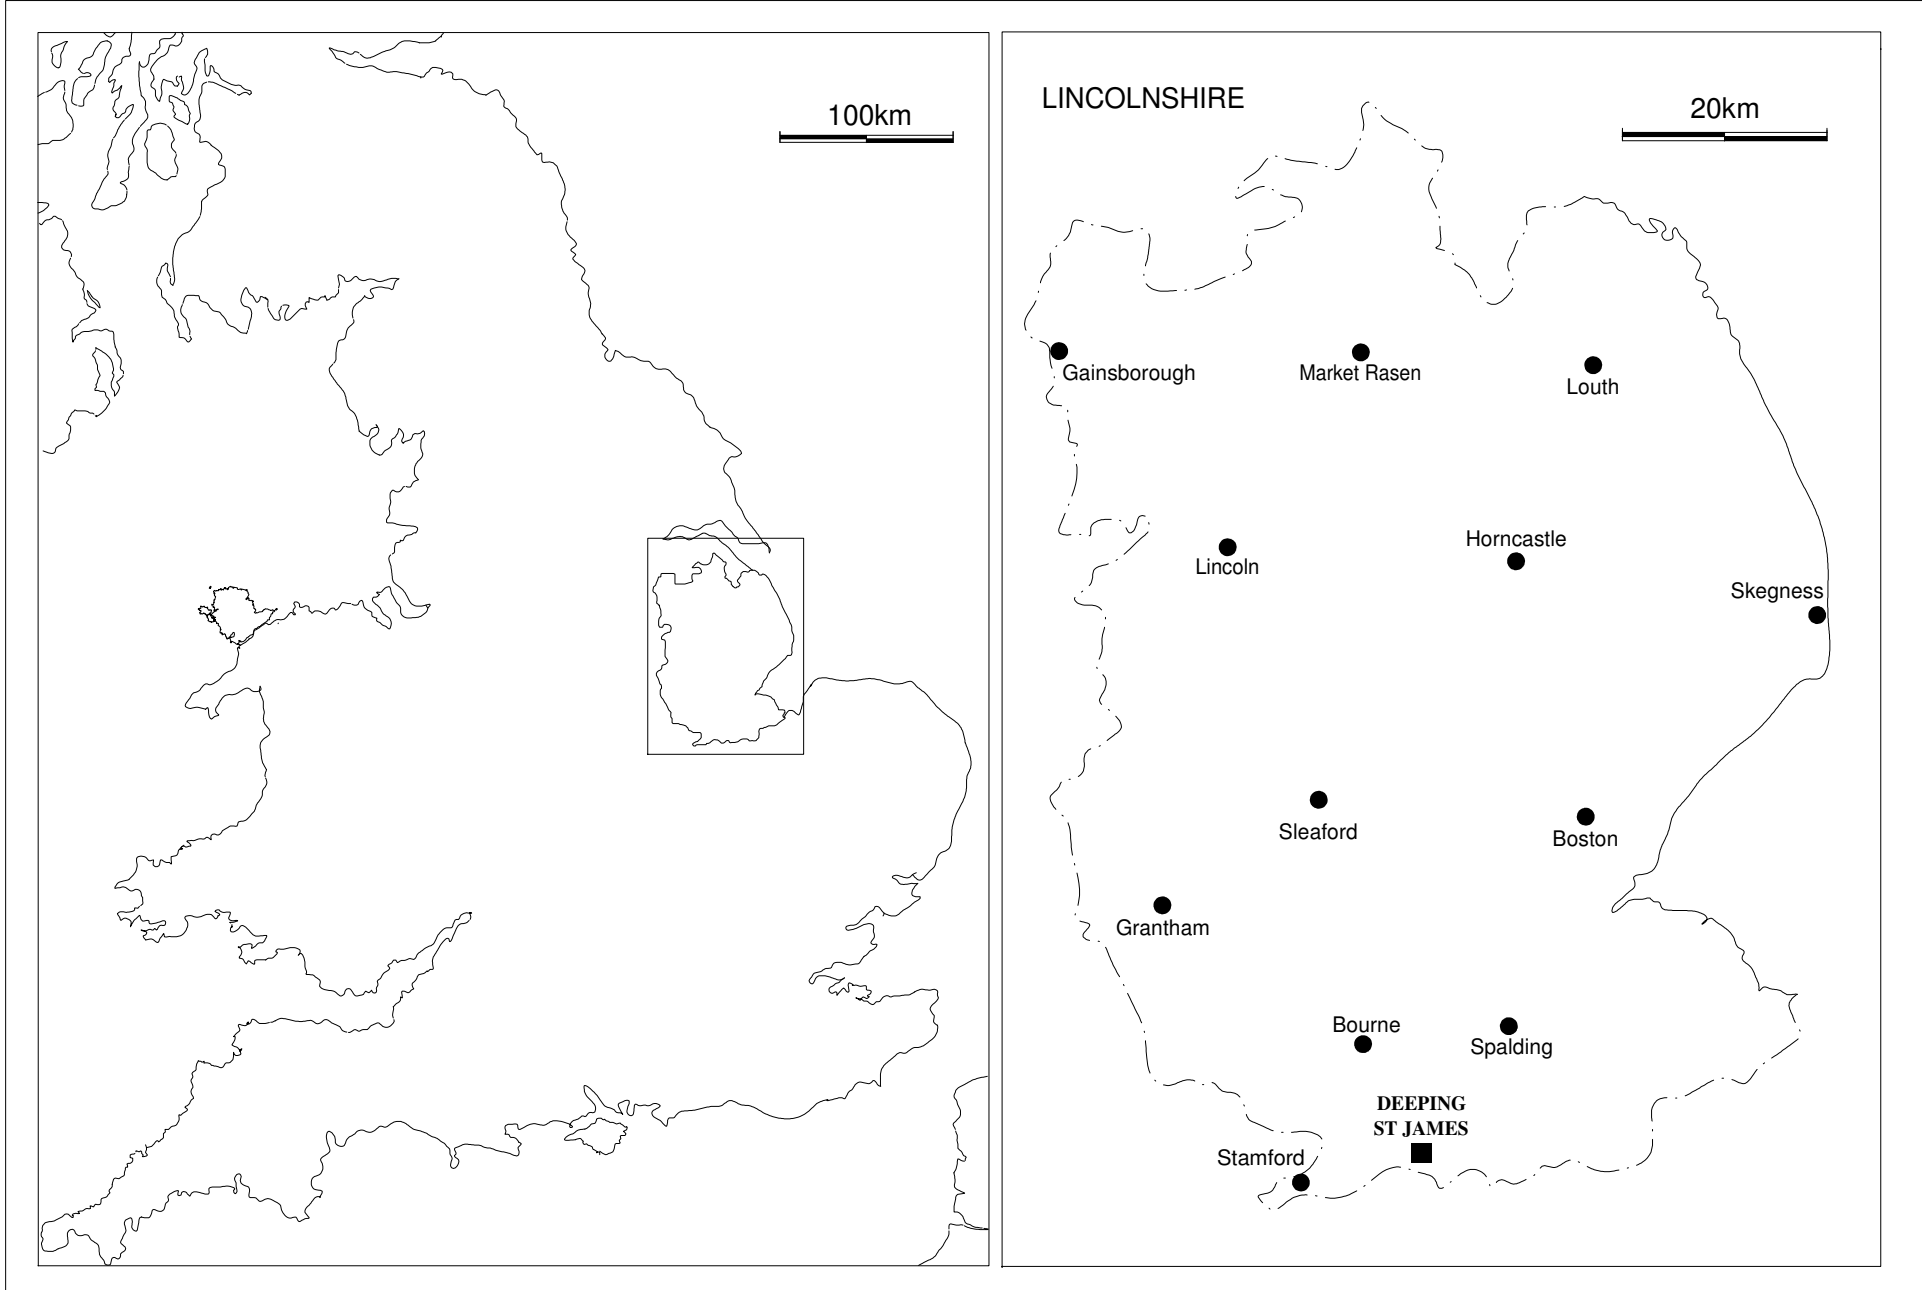 100km
LINCOLNSHIRE
20km
Gainsborough
Market Rasen
Louth
Lincoln
Horncastle
Skegness
Sleaford
Boston
Grantham
Bourne
Spalding
DEEPING
ST JAMES
Stamford